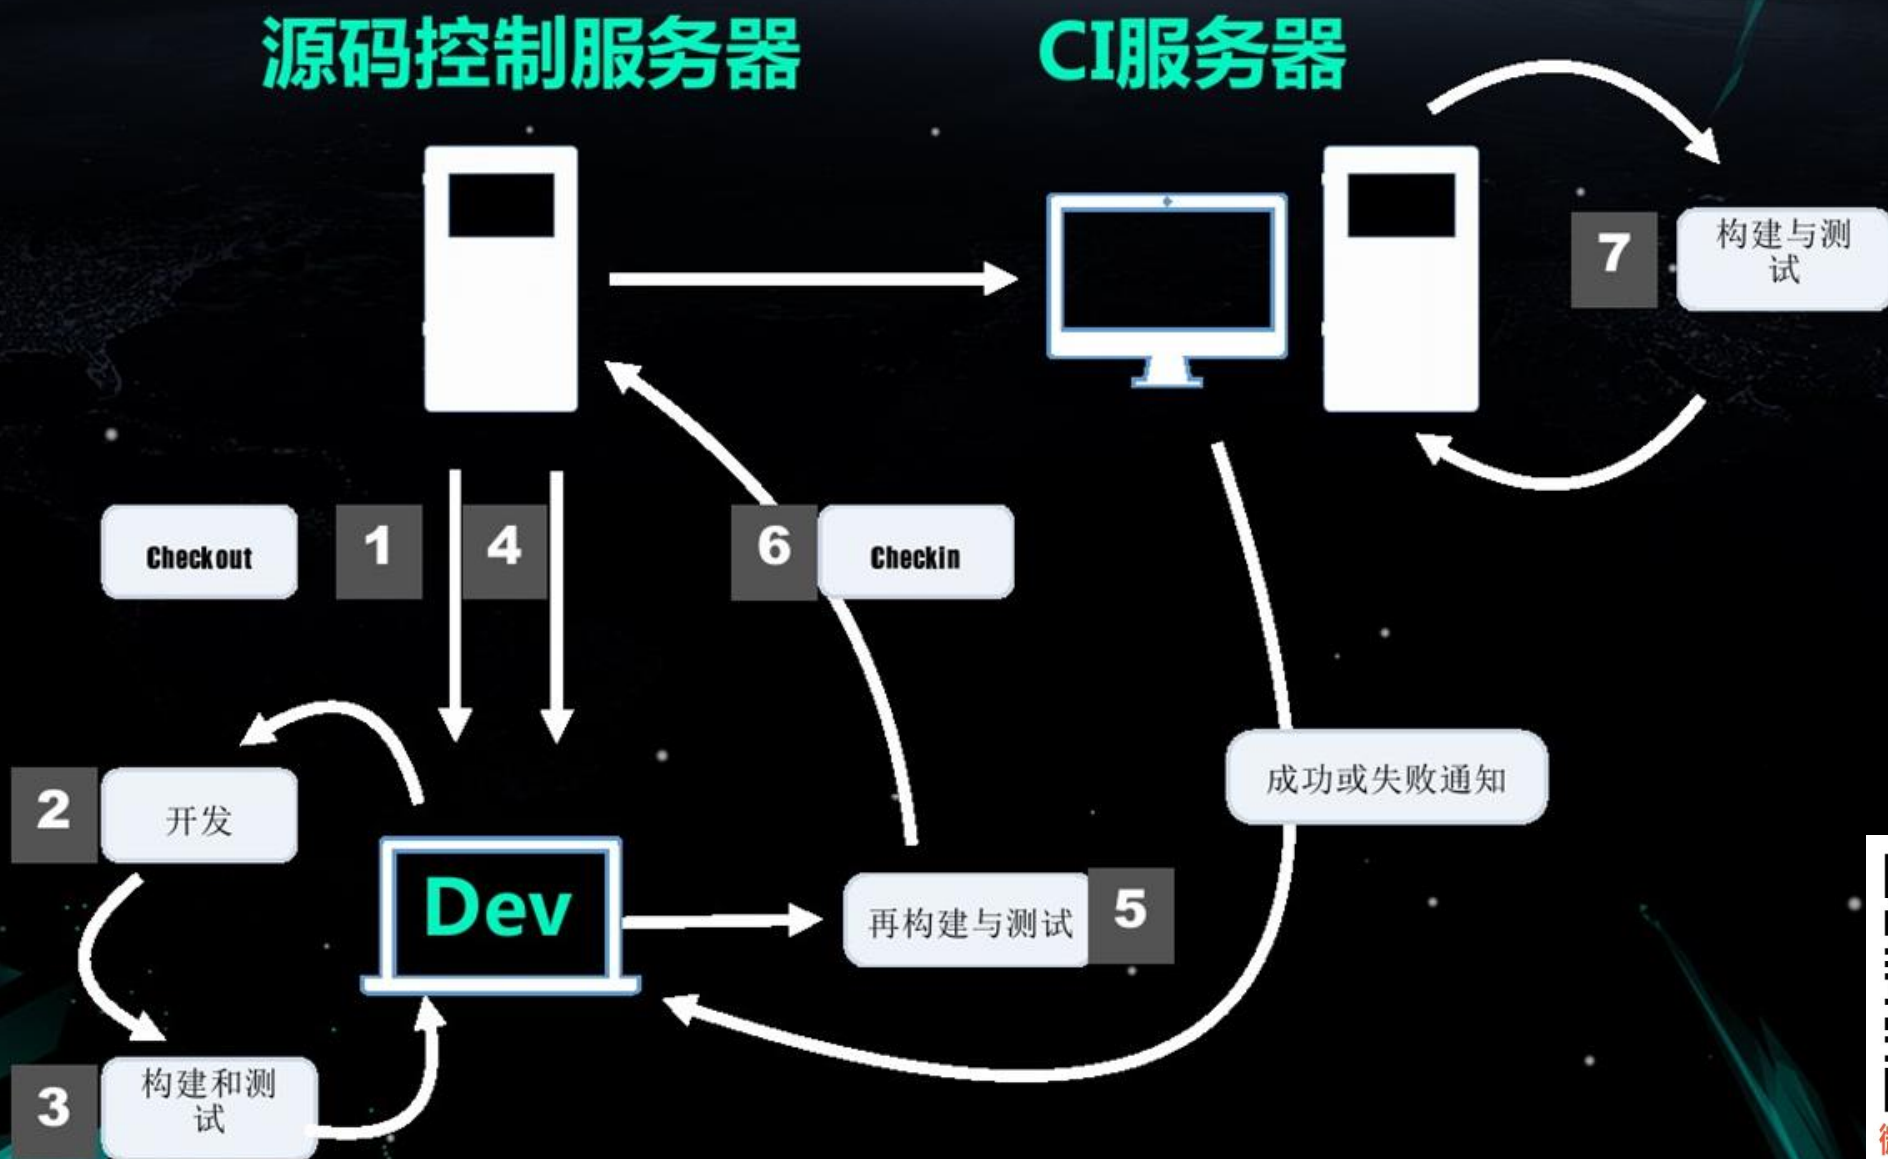 源码控制服务器
CI服务器
7
构建与测
试
Checkout
1
4
6
Checkin
2
开发
成功或失败通知
Dev
再构建与测试
5
3
构建和测
试